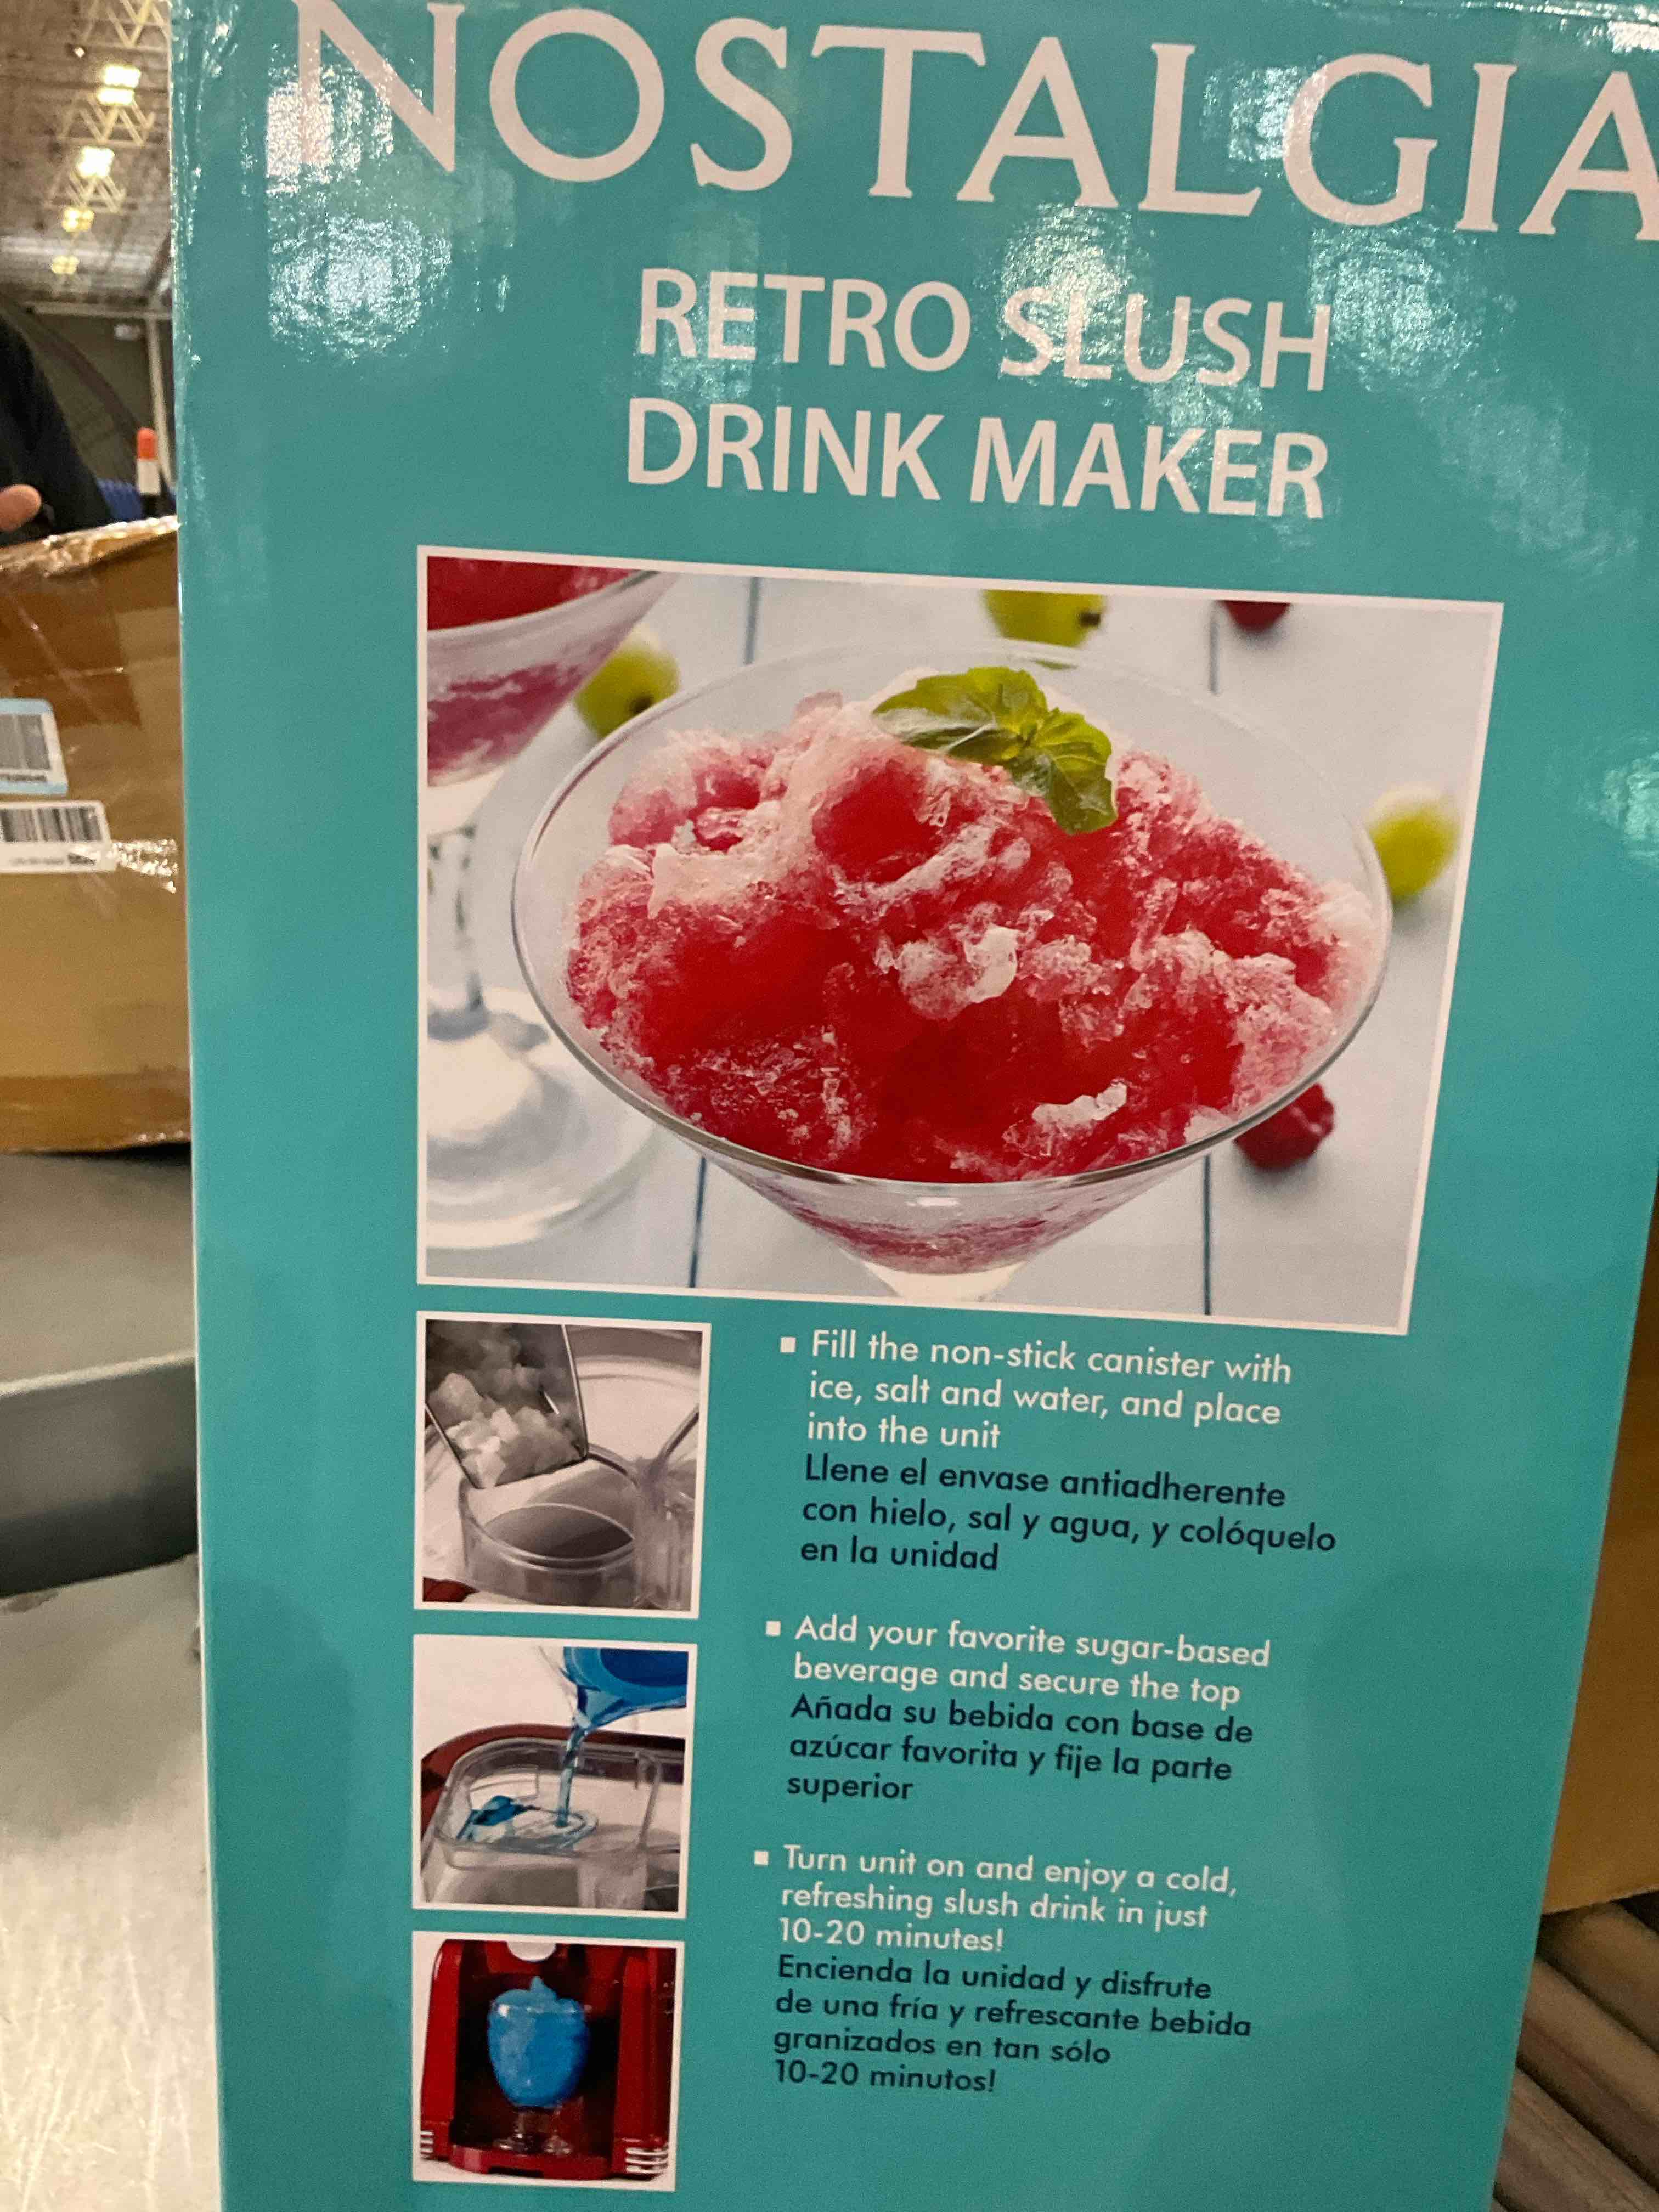 NOSTALGIA
RETRO SLUSH
DRINK MAKER
▪ Fill the non-stick canister with
ice, salt and water, and place
into the unit
Llene el envase antiadherente
con hielo, sal y agua, y colóquelo
en la unidad
▪ Add your favorite sugar-based
beverage and secure the top
Añada su bebida con base de
azúcar favorita y fije la parte
superior
▪ Turn unit on and enjoy a cold,
refreshing slush drink in just
10-20 minutes!
Encienda la unidad y disfrute
de una fría y refrescante bebida
granizados en tan sólo
10-20 minutos!